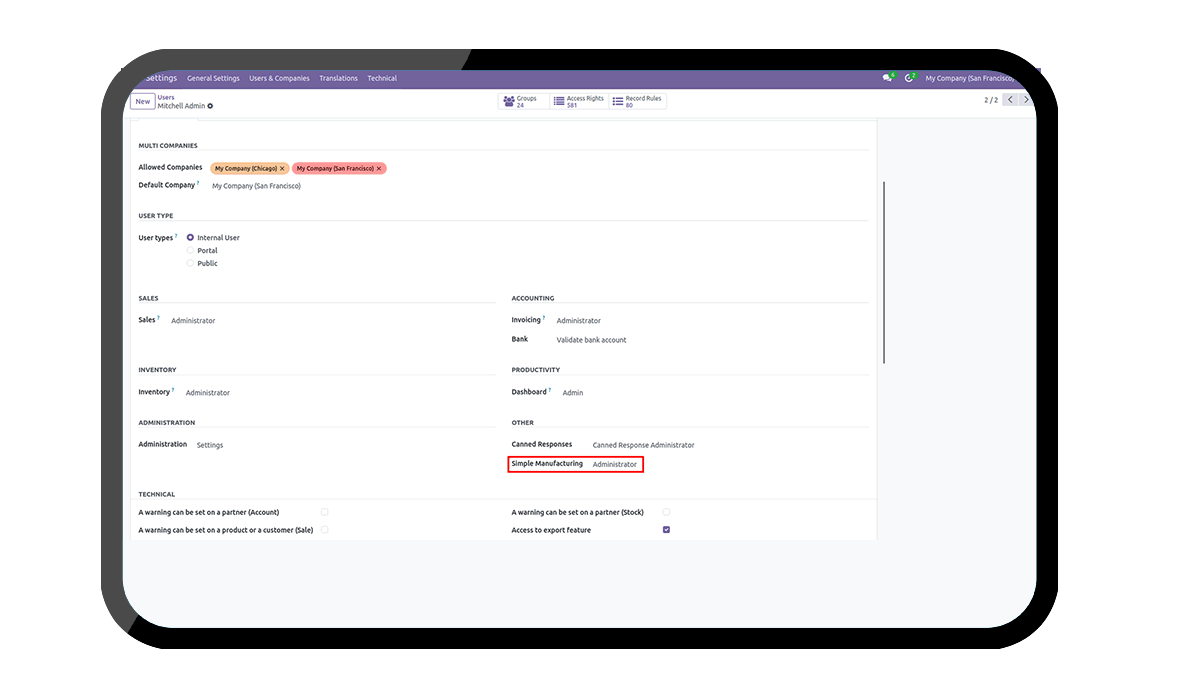 Settings General Settings Users & Companies Translations Technical 6 2 My Company (San Francisco)
New Users
Mitchell Admin
Groups 24 Access Rights 581 Record Rules 80
2 / 2
MULTI COMPANIES
Allowed Companies My Company (Chicago) × My Company (San Francisco) ×
Default Company ? My Company (San Francisco)
USER TYPE
User types ? Internal User
Portal
Public
SALES
Sales ? Administrator
ACCOUNTING
Invoicing ? Administrator
Bank Validate bank account
INVENTORY
Inventory ? Administrator
PRODUCTIVITY
Dashboard ? Admin
ADMINISTRATION
Administration Settings
OTHER
Canned Responses Canned Response Administrator
Simple Manufacturing Administrator
TECHNICAL
A warning can be set on a partner (Account)
A warning can be set on a partner (Stock)
A warning can be set on a product or a customer (Sale)
Access to export feature